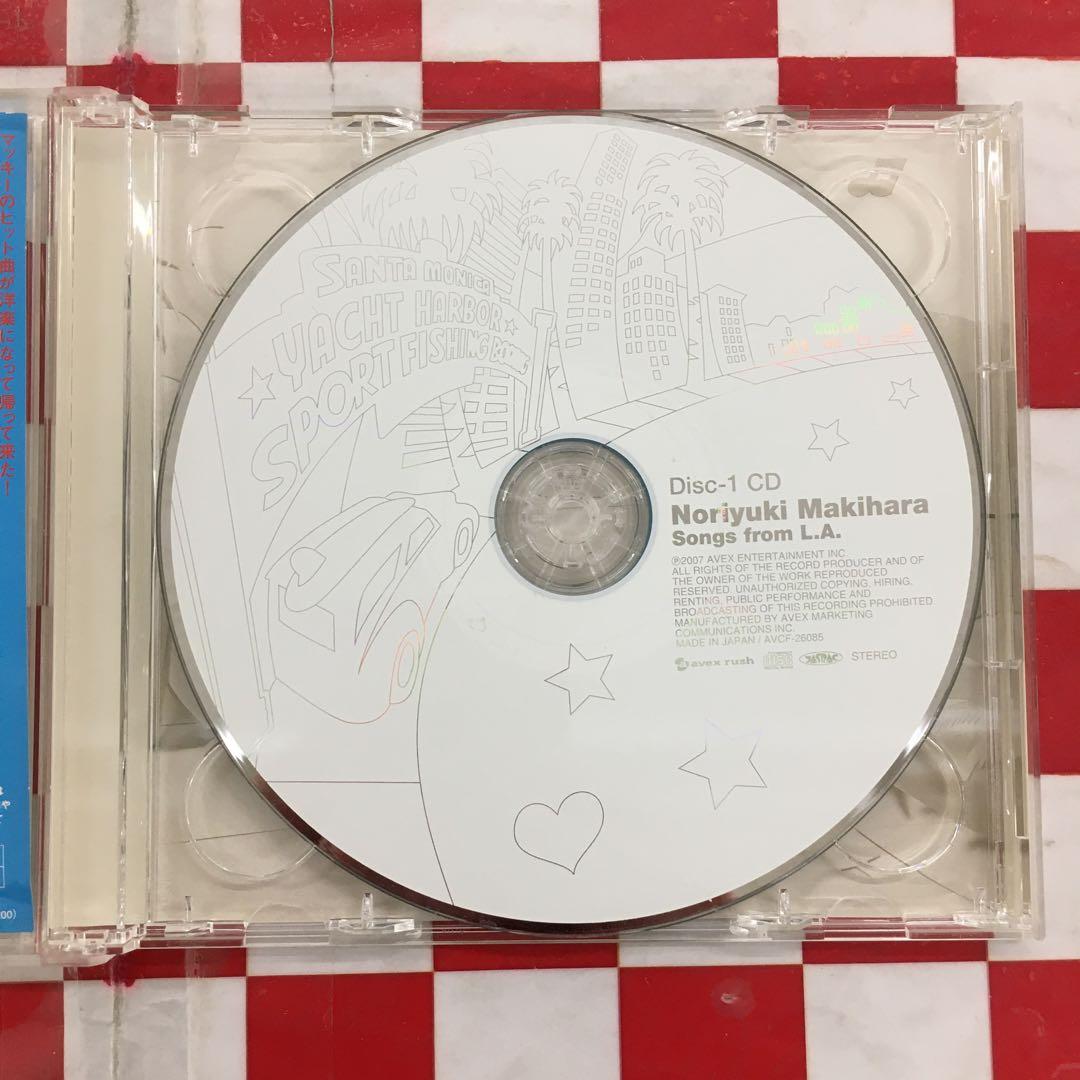 マッキーのヒット曲が洋楽になって帰って来た！
SANTA MONICA
YACHT HARBOR
SPORT FISHING BOATING
Disc-1 CD
Noriyuki Makihara
Songs from L.A.
℗2007 AVEX ENTERTAINMENT INC
ALL RIGHTS OF THE RECORD PRODUCER AND OF
THE OWNER OF THE WORK REPRODUCED
RESERVED. UNAUTHORIZED COPYING, HIRING,
RENTING, PUBLIC PERFORMANCE AND
BROADCASTING OF THIS RECORDING PROHIBITED.
MANUFACTURED BY AVEX MARKETING
COMMUNICATIONS INC.
MADE IN JAPAN / AVCF-26085
avex rush
JASRAC
STEREO